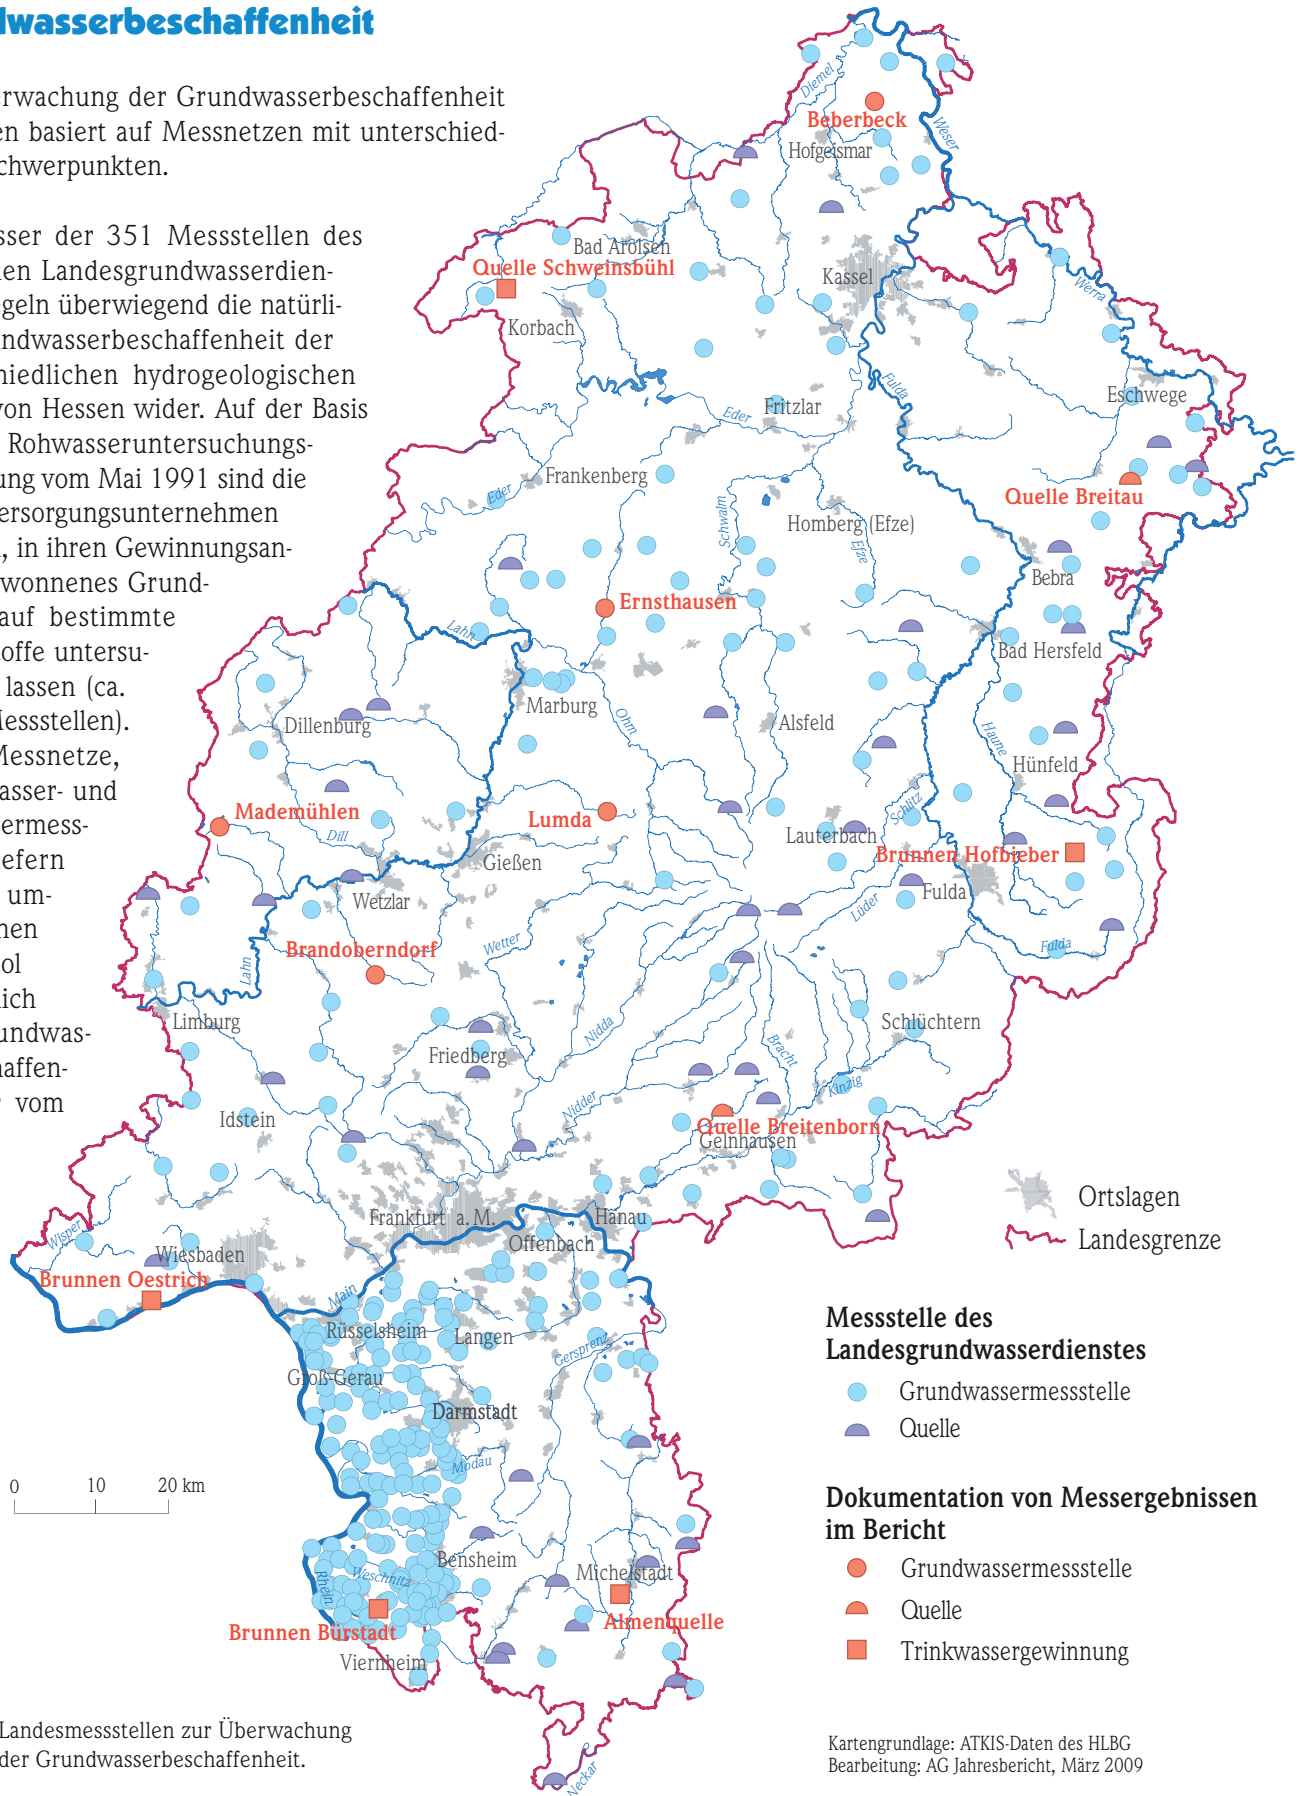 dwasserbeschaffenheit
erwachung der Grundwasserbeschaffenheit
en basiert auf Messnetzen mit unterschied-
chwerpunkten.
sser der 351 Messstellen des
en Landesgrundwasserdien-
egeln überwiegend die natürli-
ndwasserbeschaffenheit der
hiedlichen hydrogeologischen
von Hessen wider. Auf der Basis
Rohwasseruntersuchungs-
ung vom Mai 1991 sind die
ersorgungsunternehmen
, in ihren Gewinnungsan-
wonnenes Grund-
auf bestimmte
offe untersu-
lassen (ca.
Messstellen).
Messnetze,
asser- und
ermess-
efern
um-
nen
ol
lich
undwas-
haffen-
vom
Diemel
Beberbeck
Weser
Hofgeismar
Bad Arolsen
Quelle Schweinsbühl
Kassel
Werra
Korbach
Fulda
Eschwege
Eder
Fritzlar
Frankenberg
Quelle Breitau
Eder
Schwalm
Homberg (Efze)
Efze
Bebra
Ernsthausen
Lahn
Bad Hersfeld
Marburg
Ohm
Dillenburg
Alsfeld
Haune
Hünfeld
Mademühlen
Lumda
Schlitz
Dill
Lauterbach
Brunnen Hofbieber
Gießen
Wetzlar
Fulda
Lüder
Brandoberndorf
Wetter
Fulda
Lahn
Limburg
Nidda
Schlüchtern
Friedberg
Bracht
Kinzig
Idstein
Nidder
Quelle Breitenborn
Gelnhausen
Frankfurt a. M.
Hanau
Wisper
Wiesbaden
Offenbach
Brunnen Oestrich
Main
Rüsselsheim
Langen
Gersprenz
Groß-Gerau
Darmstadt
Modau
Bensheim
Rhein
Weschnitz
Michelstadt
Brunnen Bürstadt
Almenquelle
Viernheim
Neckar
Ortslagen
Landesgrenze
Messstelle des
Landesgrundwasserdienstes
Grundwassermessstelle
Quelle
Dokumentation von Messergebnissen
im Bericht
Grundwassermessstelle
Quelle
Trinkwassergewinnung
0 10 20 km
Landesmessstellen zur Überwachung
der Grundwasserbeschaffenheit.
Kartengrundlage: ATKIS-Daten des HLBG
Bearbeitung: AG Jahresbericht, März 2009